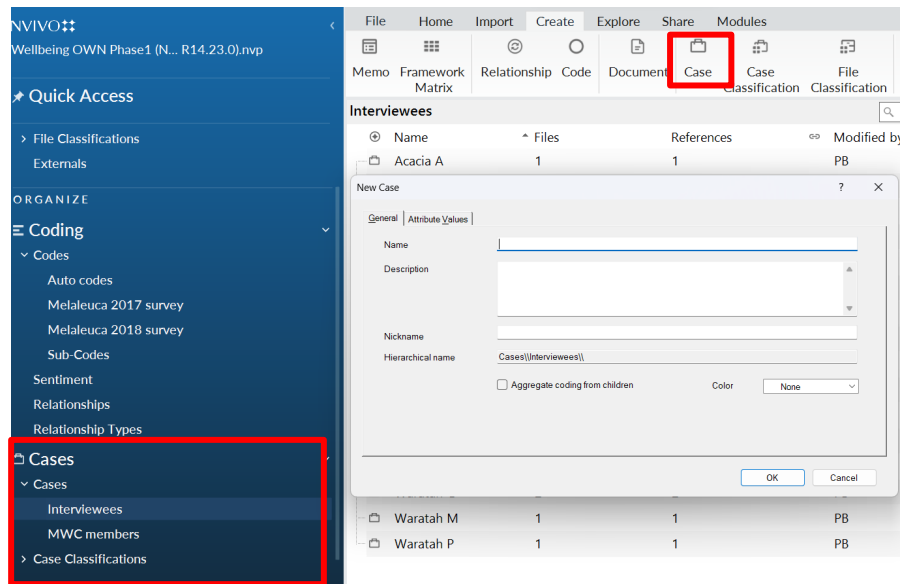 NVIVO
Wellbeing OWN Phase1 (N... R14.23.0).nvp
Quick Access
File Classifications
Externals
ORGANIZE
Coding
Codes
Auto codes
Melaleuca 2017 survey
Melaleuca 2018 survey
Sub-Codes
Sentiment
Relationships
Relationship Types
Cases
Cases
Interviewees
MWC members
Case Classifications
File Home Import Create Explore Share Modules
Memo Framework Matrix Relationship Code Document Case Case Classification File Classification
Interviewees
Name Files References Modified by
Acacia A 1 1 PB
New Case ?
General Attribute Values
Name
Description
Nickname
Hierarchical name Cases\\Interviewees\\
Aggregate coding from children Color None
OK Cancel
Waratah M 1 1 PB
Waratah P 1 1 PB